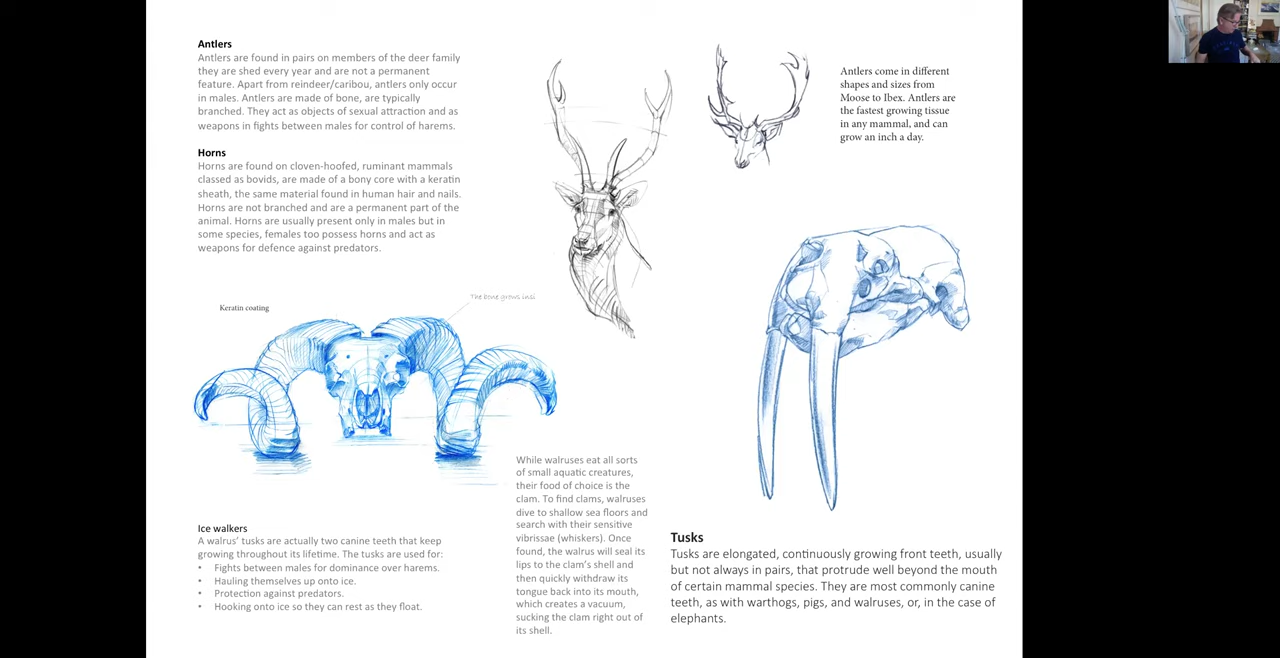 Antlers
Antlers are found in pairs on members of the deer family
they are shed every year and are not a permanent
feature. Apart from reindeer/caribou, antlers only occur
in males. Antlers are made of bone, are typically
branched. They act as objects of sexual attraction and as
weapons in fights between males for control of harems.
Horns
Horns are found on cloven-hoofed, ruminant mammals
classed as bovids, are made of a bony core with a keratin
sheath, the same material found in human hair and nails.
Horns are not branched and are a permanent part of the
animal. Horns are usually present only in males but in
some species, females too possess horns and act as
weapons for defence against predators.
Antlers come in different
shapes and sizes from
Moose to Ibex. Antlers are
the fastest growing tissue
in any mammal, and can
grow an inch a day.
Keratin coating
The bone grows insi
Ice walkers
A walrus' tusks are actually two canine teeth that keep
growing throughout its lifetime. The tusks are used for:
• Fights between males for dominance over harems.
• Hauling themselves up onto ice.
• Protection against predators.
• Hooking onto ice so they can rest as they float.
While walruses eat all sorts
of small aquatic creatures,
their food of choice is the
clam. To find clams, walruses
dive to shallow sea floors and
search with their sensitive
vibrissae (whiskers). Once
found, the walrus will seal its
lips to the clam's shell and
then quickly withdraw its
tongue back into its mouth,
which creates a vacuum,
sucking the clam right out of
its shell.
Tusks
Tusks are elongated, continuously growing front teeth, usually
but not always in pairs, that protrude well beyond the mouth
of certain mammal species. They are most commonly canine
teeth, as with warthogs, pigs, and walruses, or, in the case of
elephants.